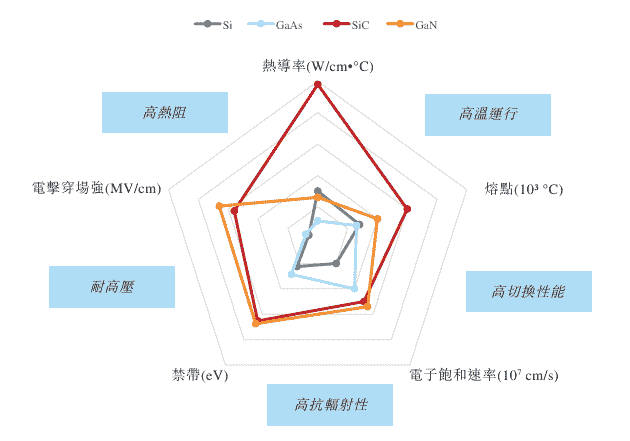 Si GaAs SiC GaN
熱導率(W/cm•°C)
高熱阻
高溫運行
電擊穿場強(MV/cm)
熔點(10³ °C)
耐高壓
高切換性能
禁帶(eV)
電子飽和速率(10⁷ cm/s)
高抗輻射性